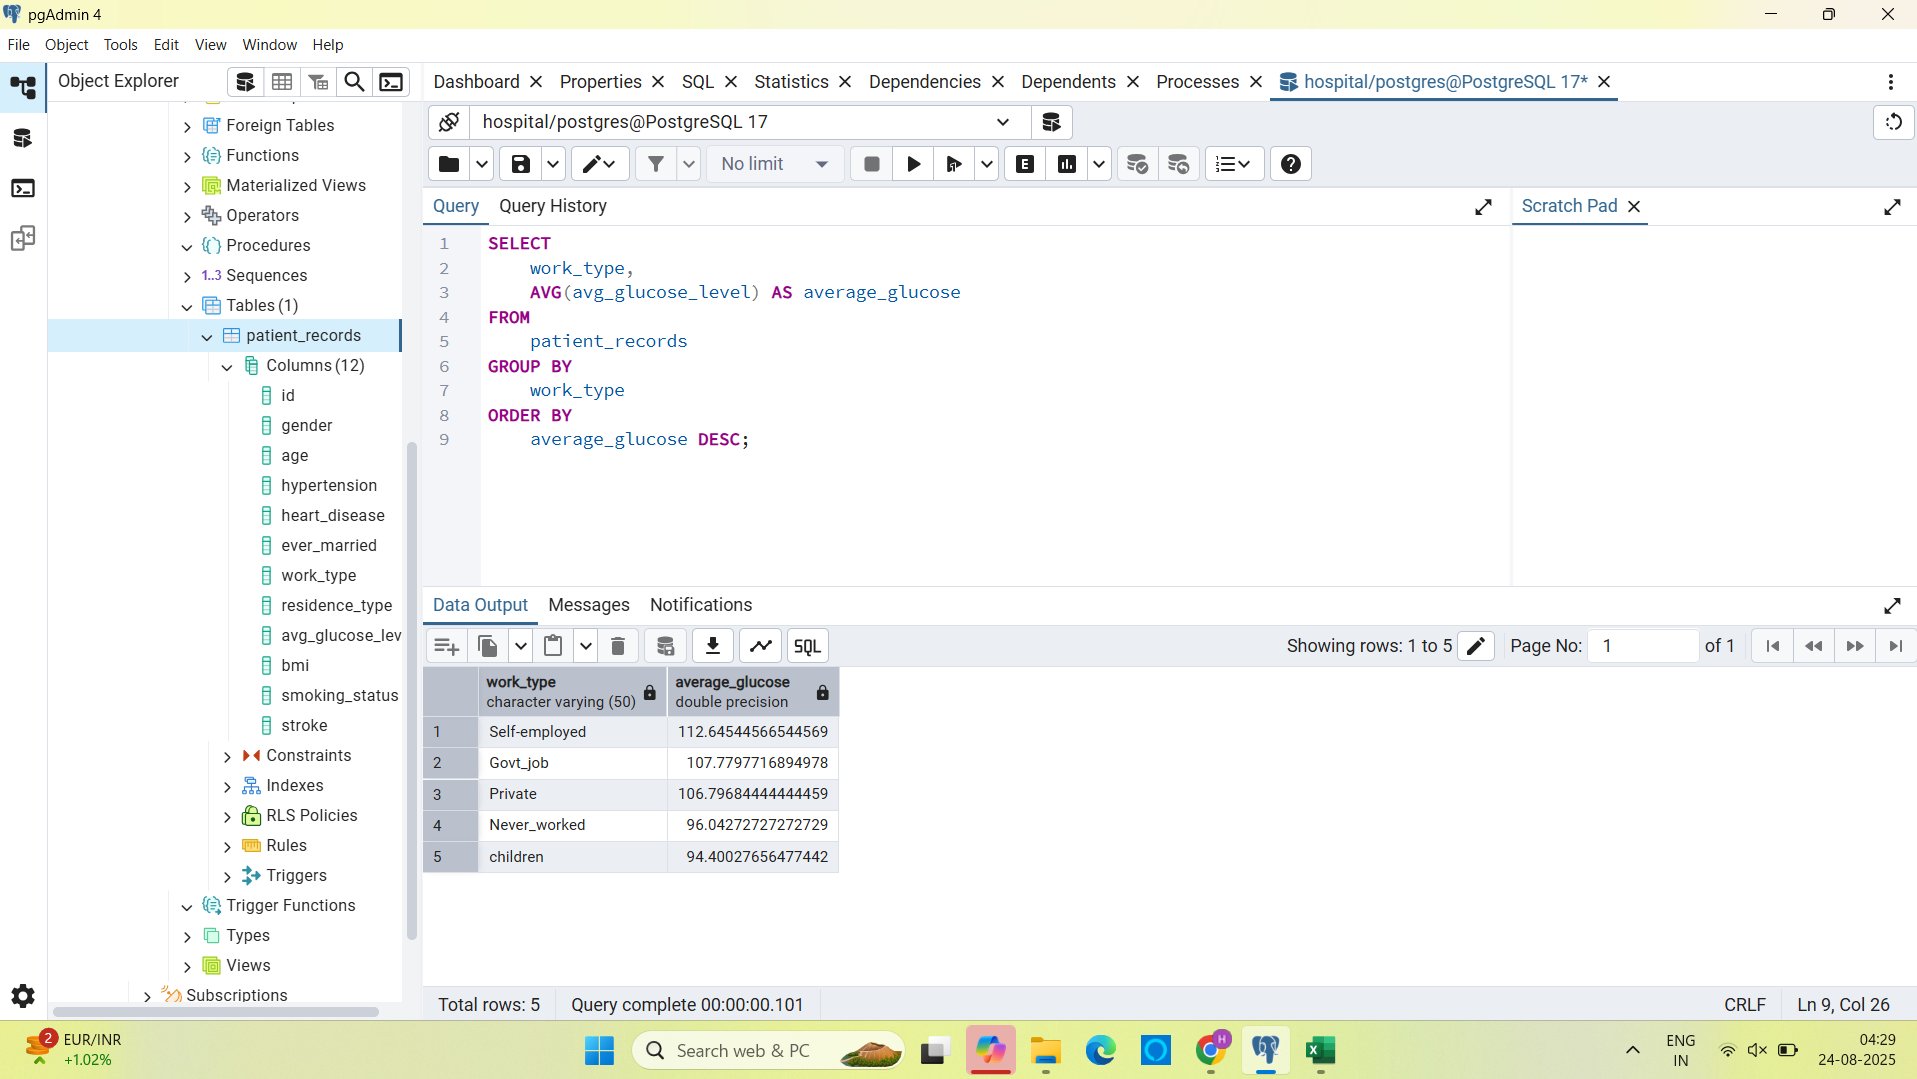 pgAdmin 4
File Object Tools Edit View Window Help
Object Explorer
Dashboard Properties SQL Statistics Dependencies Dependents Processes hospital/postgres@PostgreSQL 17*
Foreign Tables
Functions
Materialized Views
Operators
Procedures
1..3 Sequences
Tables (1)
patient_records
Columns (12)
id
gender
age
hypertension
heart_disease
ever_married
work_type
residence_type
avg_glucose_lev
bmi
smoking_status
stroke
Constraints
Indexes
RLS Policies
Rules
Triggers
Trigger Functions
Types
Views
Subscriptions
hospital/postgres@PostgreSQL 17
No limit
E
Query Query History
Scratch Pad
1 SELECT
2 work_type,
3 AVG(avg_glucose_level) AS average_glucose
4 FROM
5 patient_records
6 GROUP BY
7 work_type
8 ORDER BY
9 average_glucose DESC;
Data Output Messages Notifications
SQL
Showing rows: 1 to 5 Page No: 1 of 1
work_type average_glucose
character varying (50) double precision
1 Self-employed 112.64544566544569
2 Govt_job 107.7797716894978
3 Private 106.79684444444459
4 Never_worked 96.04272727272729
5 children 94.40027656477442
Total rows: 5 Query complete 00:00:00.101 CRLF Ln 9, Col 26
2 EUR/INR
+1.02%
Search web & PC
H
ENG
IN
04:29
24-08-2025